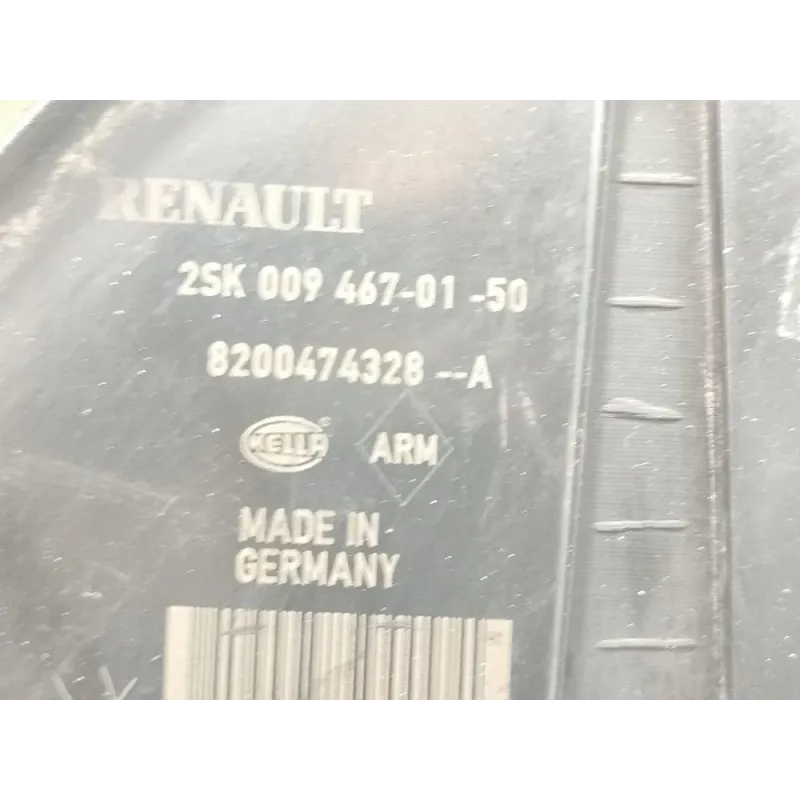 RENAULT
2SK 009 467-01 -50
8200474328 --A
HELLA ©
ARM
MADE IN
GERMANY